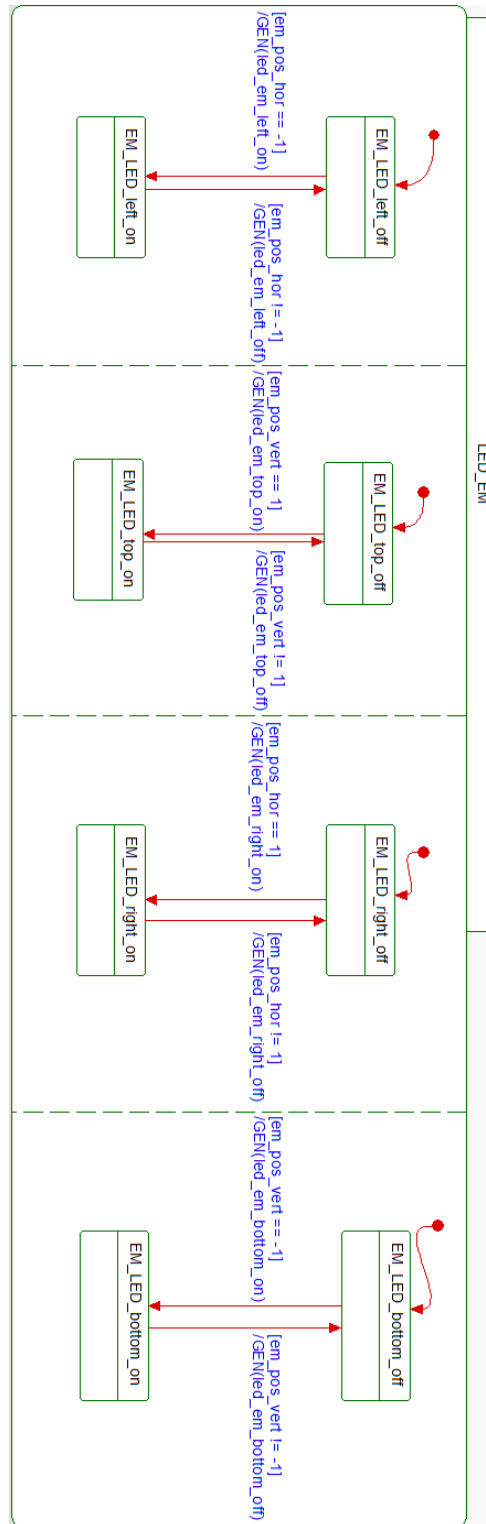 LED_EM
EM_LED_left_off
[em_pos_hor == -1]
/GEN(led_em_left_on)
[em_pos_hor != -1]
/GEN(led_em_left_off)
EM_LED_left_on
EM_LED_top_off
[em_pos_vert == 1]
/GEN(led_em_top_on)
[em_pos_vert != 1]
/GEN(led_em_top_off)
EM_LED_top_on
EM_LED_right_off
[em_pos_hor == 1]
/GEN(led_em_right_on)
[em_pos_hor != 1]
/GEN(led_em_right_off)
EM_LED_right_on
EM_LED_bottom_off
[em_pos_vert == -1]
/GEN(led_em_bottom_on)
[em_pos_vert != -1]
/GEN(led_em_bottom_off)
EM_LED_bottom_on